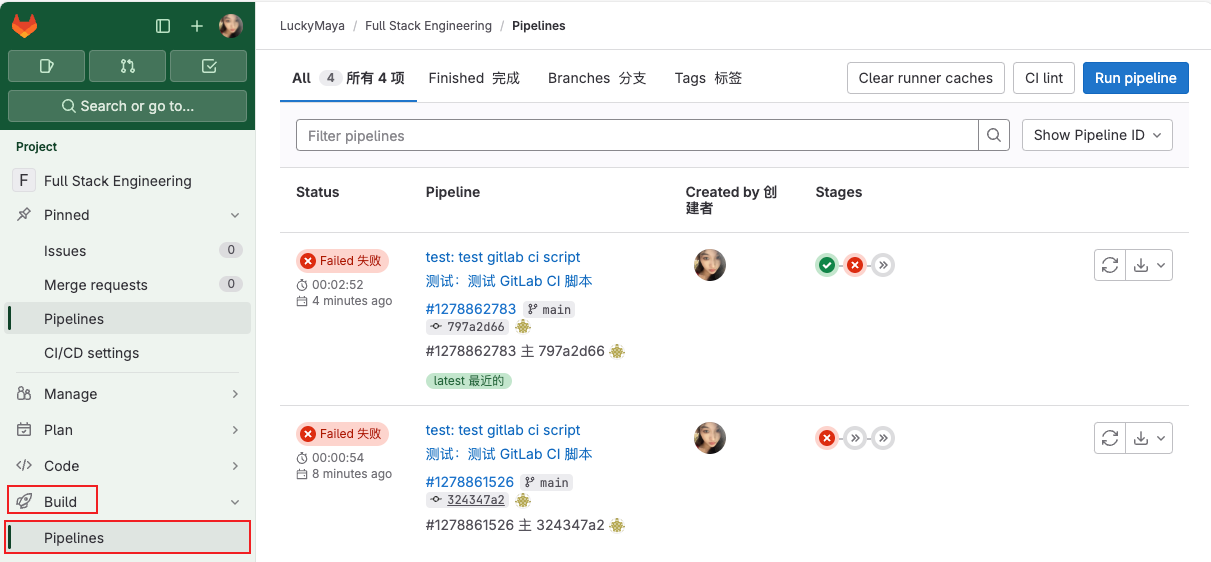 LuckyMaya / Full Stack Engineering / Pipelines
All 4 所有 4 项 Finished 完成 Branches 分支 Tags 标签
Clear runner caches CI lint Run pipeline
Search or go to...
Filter pipelines
Show Pipeline ID
Project
F Full Stack Engineering
Pinned
Issues 0
Merge requests 0
Pipelines
CI/CD settings
Manage
Plan
Code
Build
Pipelines
Status Pipeline Created by 创
建者 Stages
Failed 失败
00:02:52
4 minutes ago
test: test gitlab ci script
测试：测试 GitLab CI 脚本
#1278862783 main
797a2d66
#1278862783 主 797a2d66
latest 最近的
Failed 失败
00:00:54
8 minutes ago
test: test gitlab ci script
测试：测试 GitLab CI 脚本
#1278861526 main
324347a2
#1278861526 主 324347a2